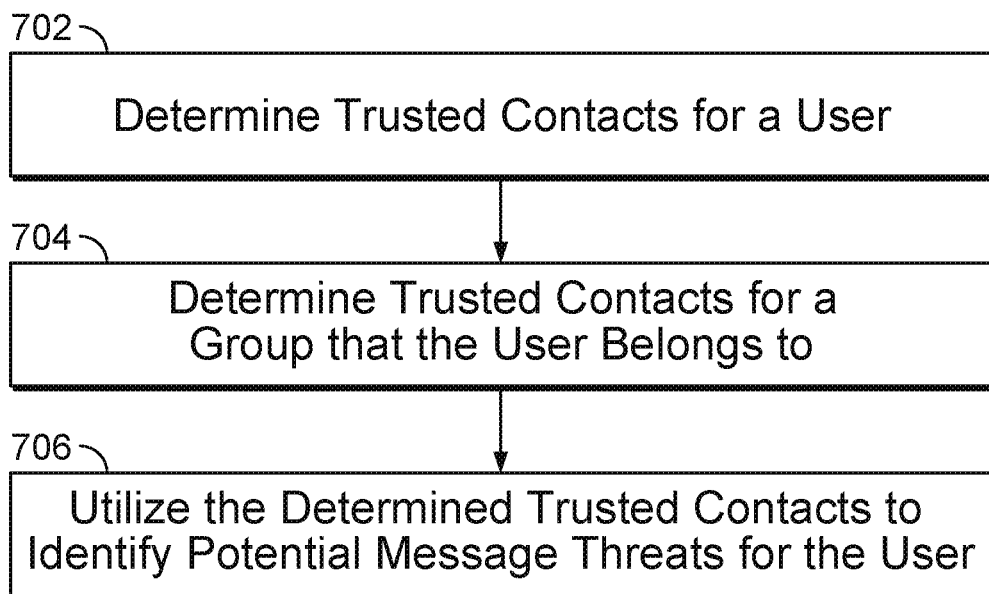 702
Determine Trusted Contacts for a User
704
Determine Trusted Contacts for a
Group that the User Belongs to
706
Utilize the Determined Trusted Contacts to
Identify Potential Message Threats for the User